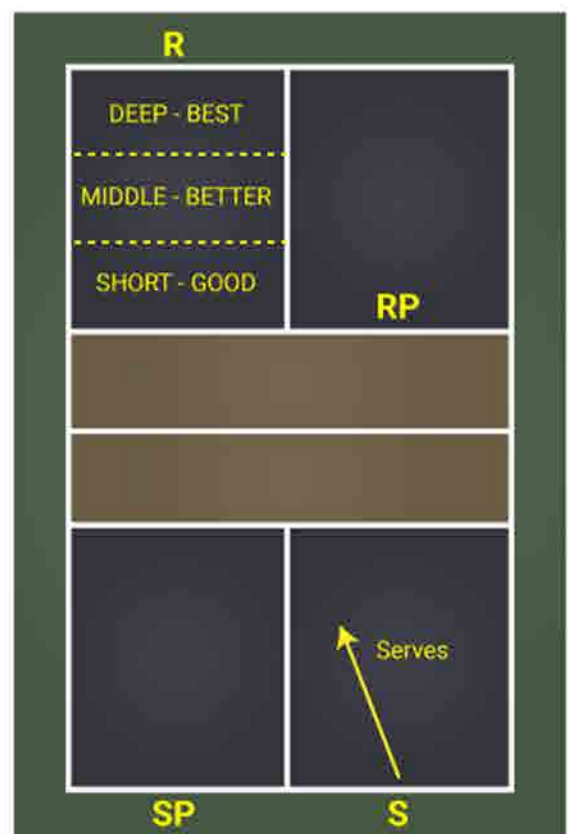 R
DEEP - BEST
MIDDLE - BETTER
SHORT - GOOD
RP
Serves
SP
S